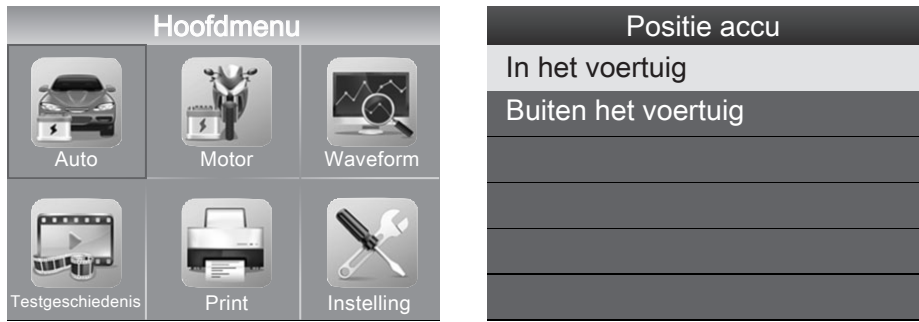 Hoofdmenu
Auto
Motor
Waveform
Testgeschiedenis
Print
Instelling
Positie accu
In het voertuig
Buiten het voertuig